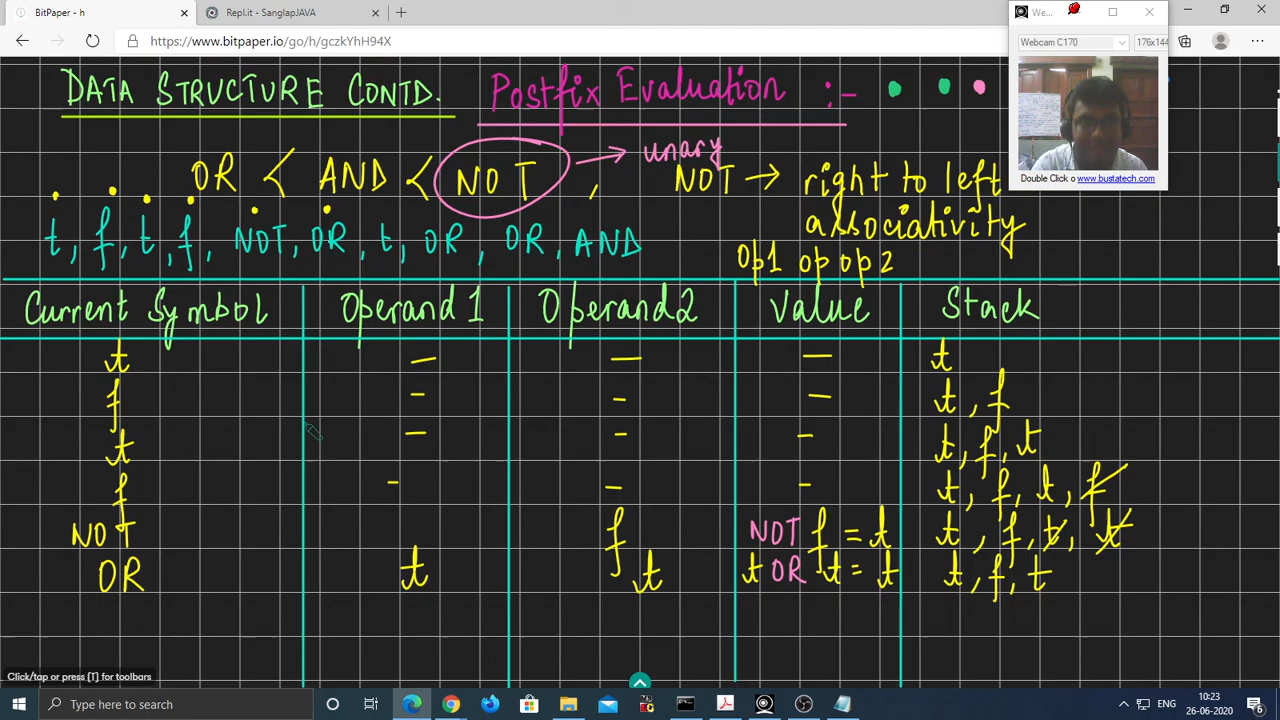 BitPaper - h
Repl.it - SanglapJAVA
We...
https://www.bitpaper.io/go/h/gczkYhH94X
Webcam C170
176x144
DATA STRUCTURE CONTD.
Postfix Evaluation :-
OR < AND < NOT → unary , NOT → right to left associativity
Double Click o www.bustatech.com
t, f, t, f, NOT, OR, t, OR, OR, AND
Op1 op op2
Current Symbol Operand 1 Operand2 Value Stack
t – – – t
f – – – t, f
t – – – t, f, t
f – – – t, f, t, f
NOT f NOT f = t t, f, t, t
OR t t t OR t = t t, f, t
Click/tap or press [T] for toolbars
Type here to search
ENG
10:23
26-06-2020
6